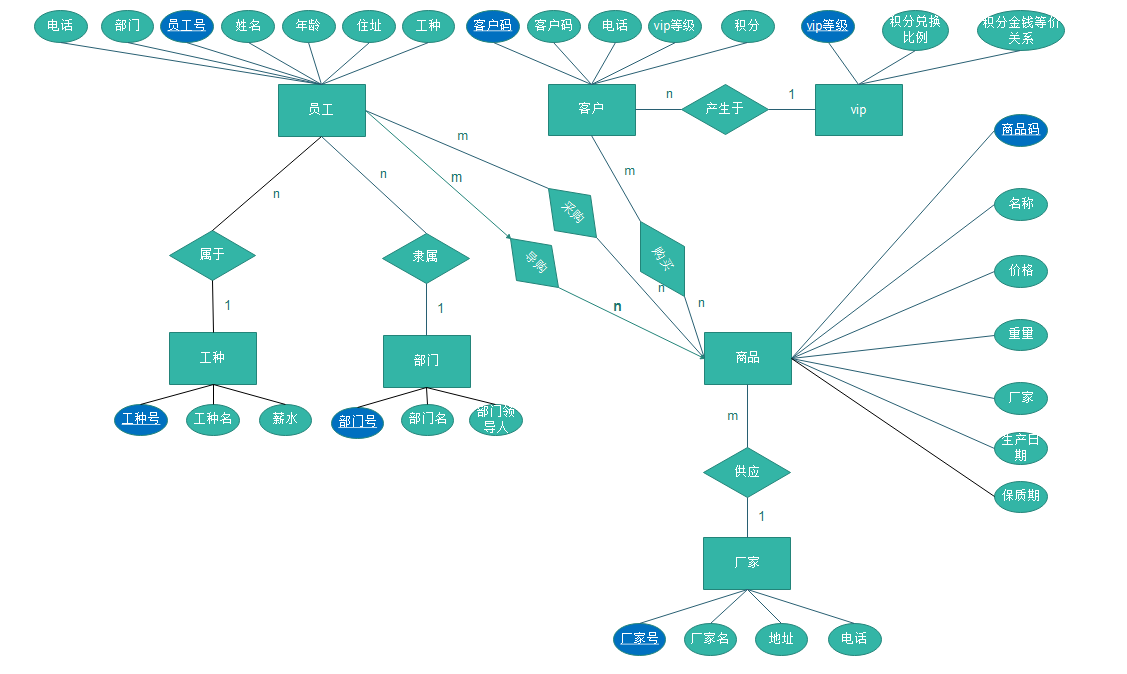 电话
部门
员工号
姓名
年龄
住址
工种
客户码
客户码
电话
vip等级
积分
vip等级
积分兑换
比例
积分金钱等价
关系
员工
客户
n
产生于
1
vip
商品码
m
m
n
m
n
采购
名称
属于
隶属
导购
购买
价格
n
n
n
1
1
重量
工种
部门
商品
厂家
工种号
工种名
薪水
部门号
部门名
部门领
导人
m
生产日
期
供应
保质期
1
厂家
厂家号
厂家名
地址
电话